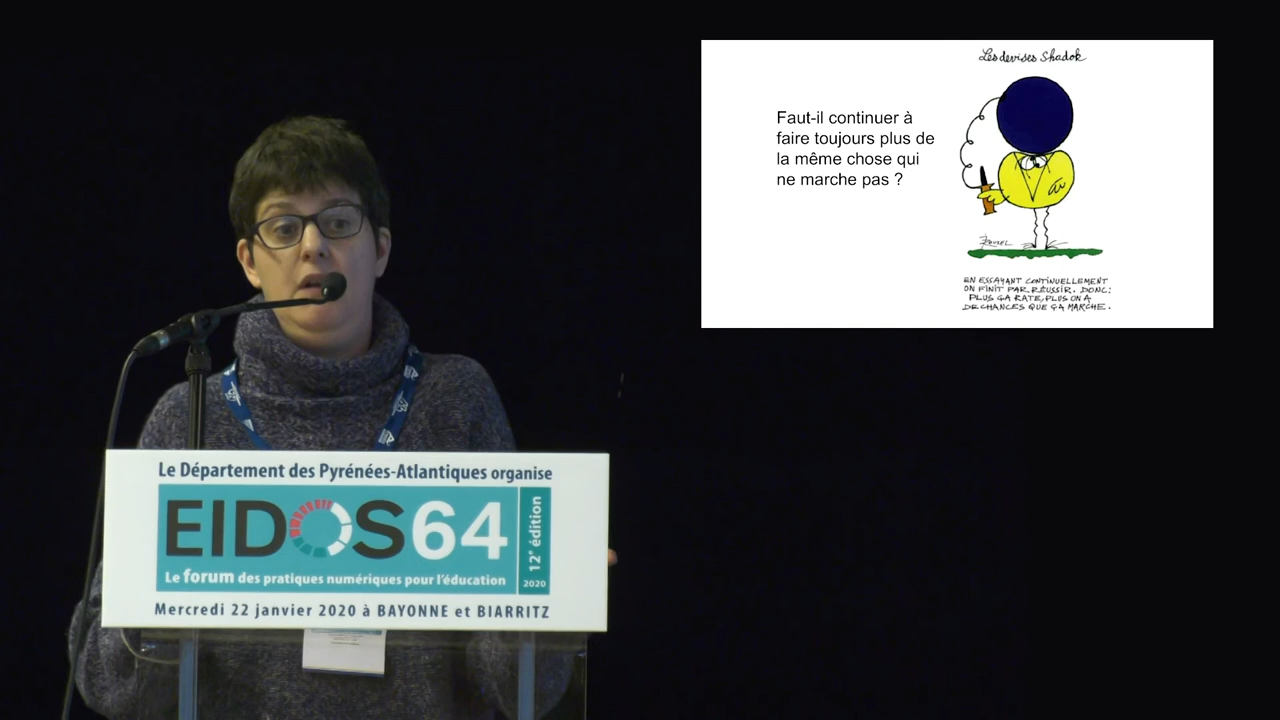 Les devises Shadok
Faut-il continuer à
faire toujours plus de
la même chose qui
ne marche pas ?
EN ESSAYANT CONTINUELLEMENT
ON FINIT PAR RÉUSSIR. DONC:
PLUS ÇA RATE, PLUS ON A
DE CHANCES QUE ÇA MARCHE.
Le Département des Pyrénées-Atlantiques organise
EIDOS64
12e édition
2020
Le forum des pratiques numériques pour l'éducation
Mercredi 22 janvier 2020 à BAYONNE et BIARRITZ